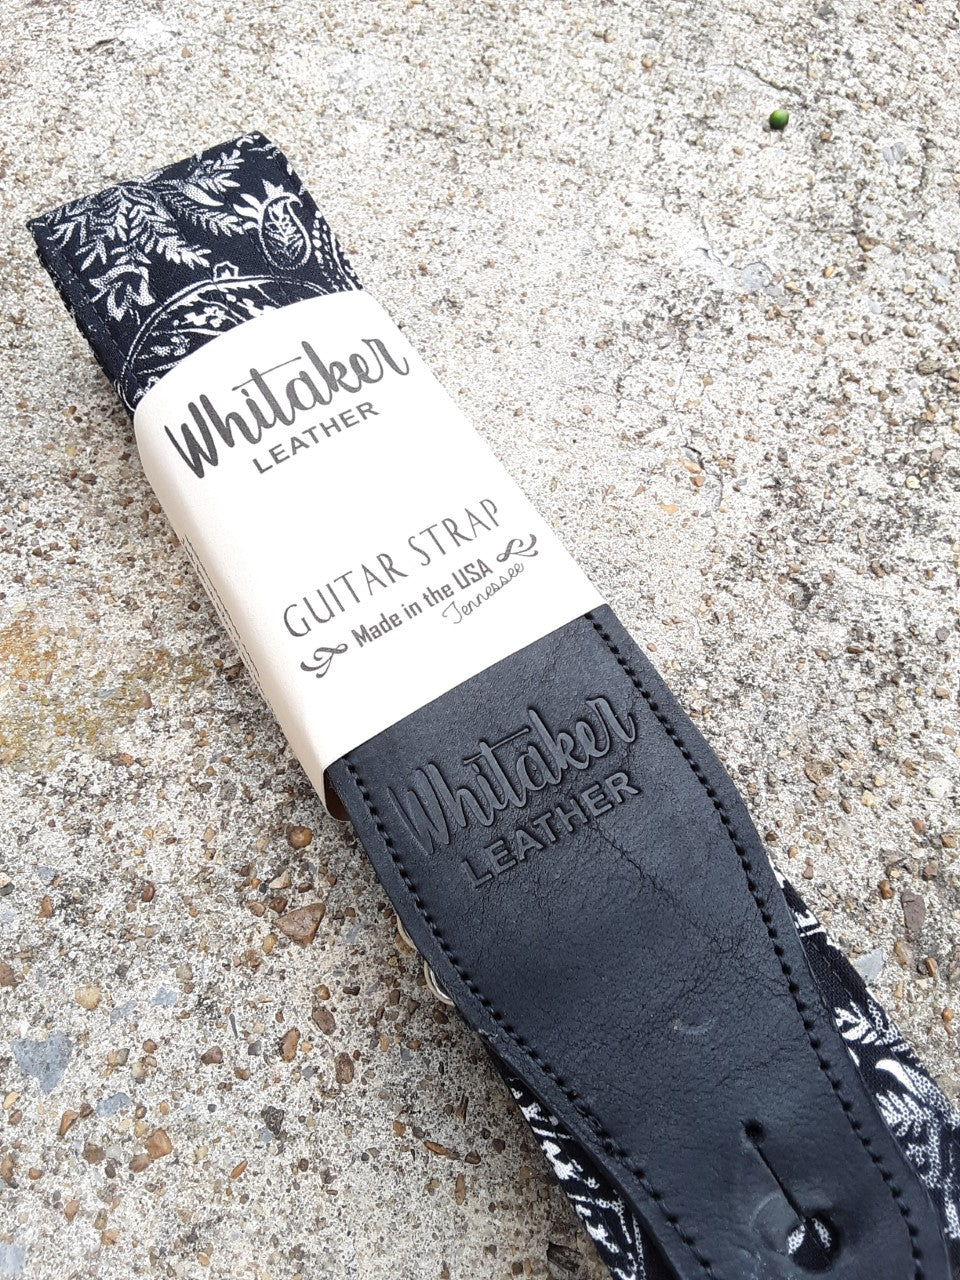 Whitaker
LEATHER
GUITAR STRAP
Made in the USA
Tennessee
Whitaker
LEATHER